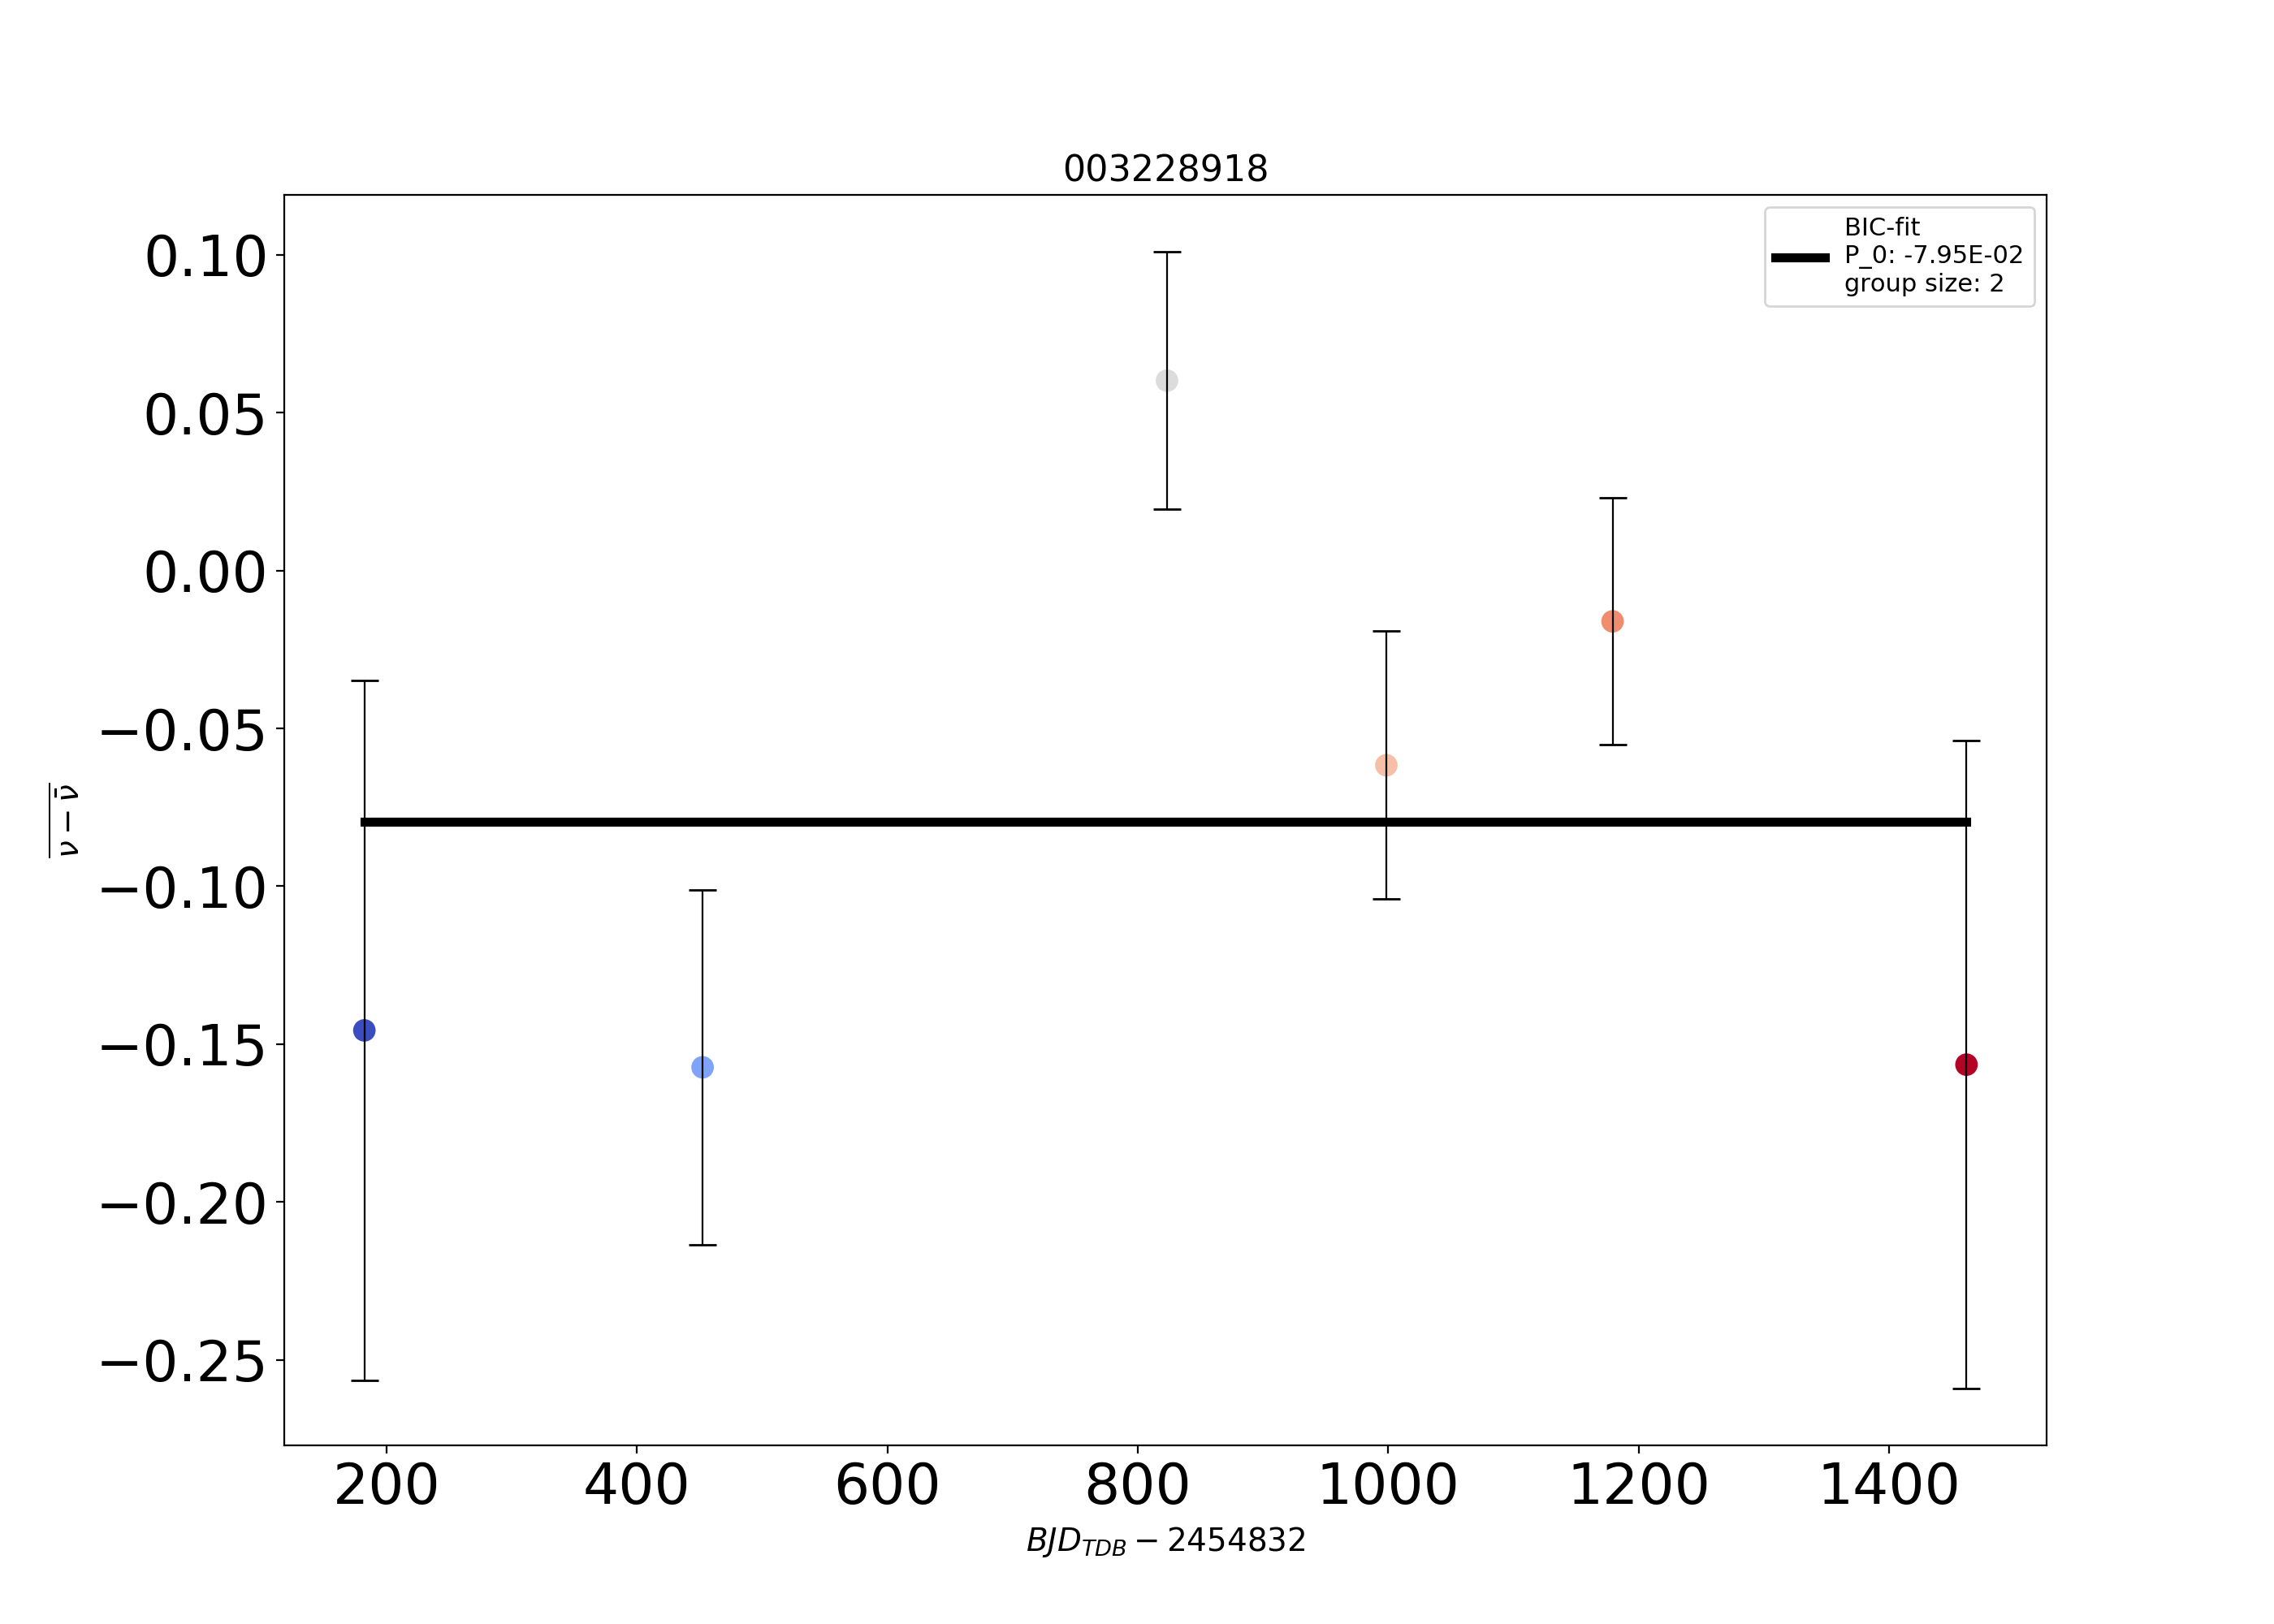 003228918
BIC-fit
P_0: -7.95E-02
group size: 2
0.10
0.05
0.00
−0.05
−0.10
−0.15
−0.20
−0.25
ν − ν̄
200 400 600 800 1000 1200 1400
BJD_TDB − 2454832